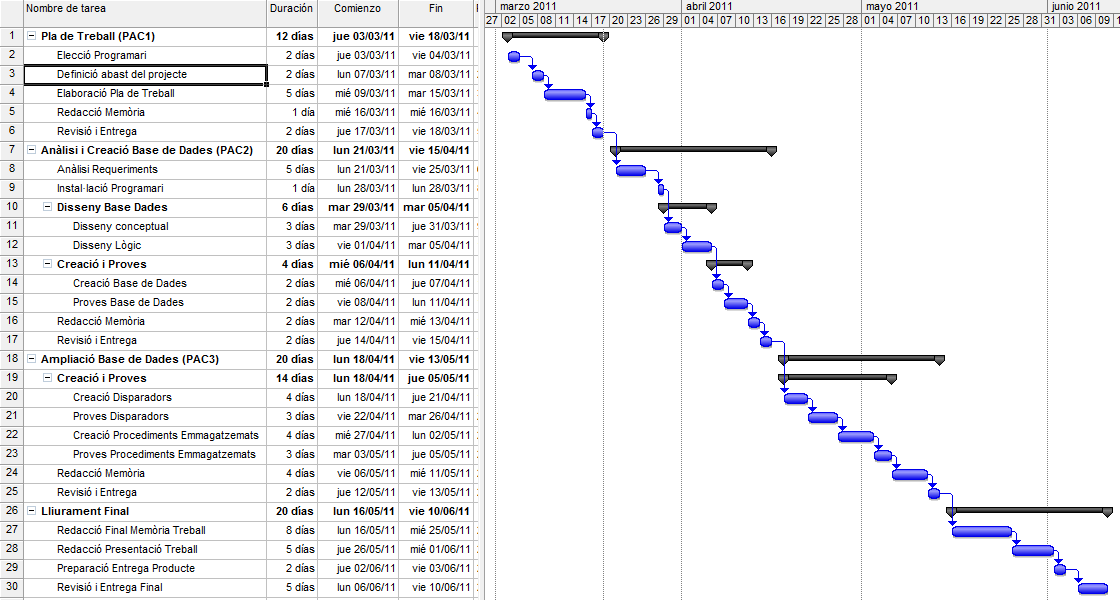 Nombre de tarea Duración Comienzo Fin marzo 2011 abril 2011 mayo 2011 junio 2011
27 02 05 08 11 14 17 20 23 26 29 01 04 07 10 13 16 19 22 25 28 01 04 07 10 13 16 19 22 25 28 31 03 06 09
1 Pla de Treball (PAC1) 12 días jue 03/03/11 vie 18/03/11
2 Elecció Programari 2 días jue 03/03/11 vie 04/03/11
3 Definició abast del projecte 2 días lun 07/03/11 mar 08/03/11
4 Elaboració Pla de Treball 5 días mié 09/03/11 mar 15/03/11
5 Redacció Memòria 1 día mié 16/03/11 mié 16/03/11
6 Revisió i Entrega 2 días jue 17/03/11 vie 18/03/11
7 Anàlisi i Creació Base de Dades (PAC2) 20 días lun 21/03/11 vie 15/04/11
8 Anàlisi Requeriments 5 días lun 21/03/11 vie 25/03/11
9 Instal·lació Programari 1 día lun 28/03/11 lun 28/03/11
10 Disseny Base Dades 6 días mar 29/03/11 mar 05/04/11
11 Disseny conceptual 3 días mar 29/03/11 jue 31/03/11
12 Disseny Lògic 3 días vie 01/04/11 mar 05/04/11
13 Creació i Proves 4 días mié 06/04/11 lun 11/04/11
14 Creació Base de Dades 2 días mié 06/04/11 jue 07/04/11
15 Proves Base de Dades 2 días vie 08/04/11 lun 11/04/11
16 Redacció Memòria 2 días mar 12/04/11 mié 13/04/11
17 Revisió i Entrega 2 días jue 14/04/11 vie 15/04/11
18 Ampliació Base de Dades (PAC3) 20 días lun 18/04/11 vie 13/05/11
19 Creació i Proves 14 días lun 18/04/11 jue 05/05/11
20 Creació Disparadors 4 días lun 18/04/11 jue 21/04/11
21 Proves Disparadors 3 días vie 22/04/11 mar 26/04/11
22 Creació Procediments Emmagatzemats 4 días mié 27/04/11 lun 02/05/11
23 Proves Procediments Emmagatzemats 3 días mar 03/05/11 jue 05/05/11
24 Redacció Memòria 4 días vie 06/05/11 mié 11/05/11
25 Revisió i Entrega 2 días jue 12/05/11 vie 13/05/11
26 Lliurament Final 20 días lun 16/05/11 vie 10/06/11
27 Redacció Final Memòria Treball 8 días lun 16/05/11 mié 25/05/11
28 Redacció Presentació Treball 5 días jue 26/05/11 mié 01/06/11
29 Preparació Entrega Producte 2 días jue 02/06/11 vie 03/06/11
30 Revisió i Entrega Final 5 días lun 06/06/11 vie 10/06/11